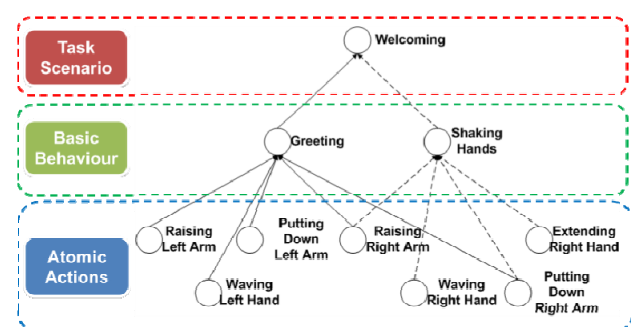 Task
Scenario
Welcoming
Basic
Behaviour
Greeting
Shaking
Hands
Atomic
Actions
Raising
Left Arm
Putting
Down
Left Arm
Raising
Right Arm
Extending
Right Hand
Waving
Left Hand
Waving
Right Hand
Putting
Down
Right Arm